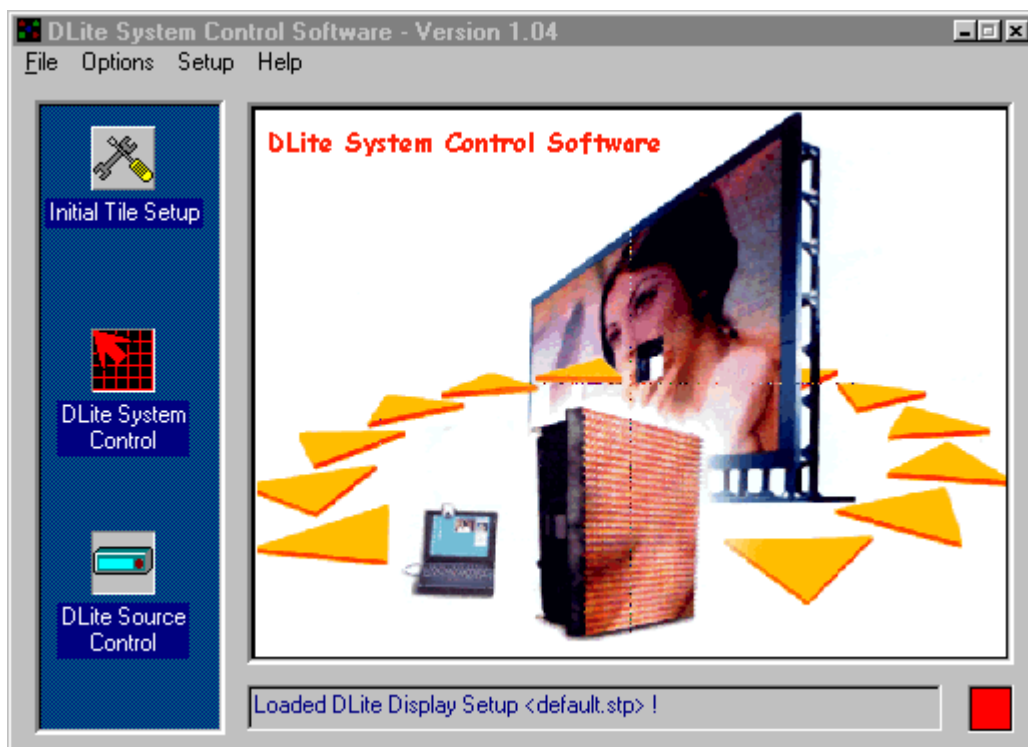 DLite System Control Software - Version 1.04
File Options Setup Help
DLite System Control Software
Initial Tile Setup
DLite System
Control
DLite Source
Control
Loaded DLite Display Setup <default.stp> !